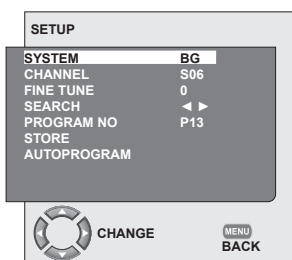 SETUP
SYSTEM BG
CHANNEL S06
FINE TUNE 0
SEARCH ◄ ►
PROGRAM NO P13
STORE
AUTOPROGRAM
CHANGE
MENU
BACK